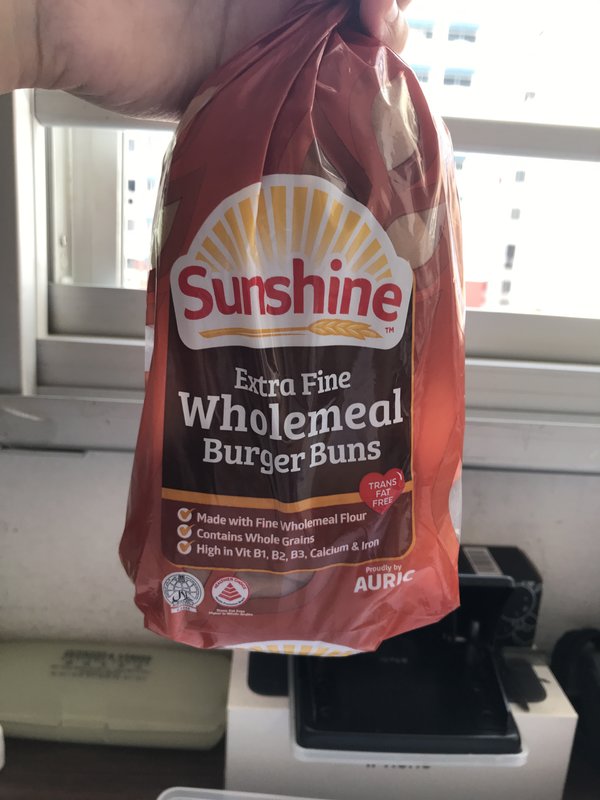 Sunshine
TM
Extra Fine
Wholemeal
Burger Buns
TRANS
FAT
FREE
Made with Fine Wholemeal Flour
Contains Whole Grains
High in Vit B1, B2, B3, Calcium & Iron
Proudly by
AURIC